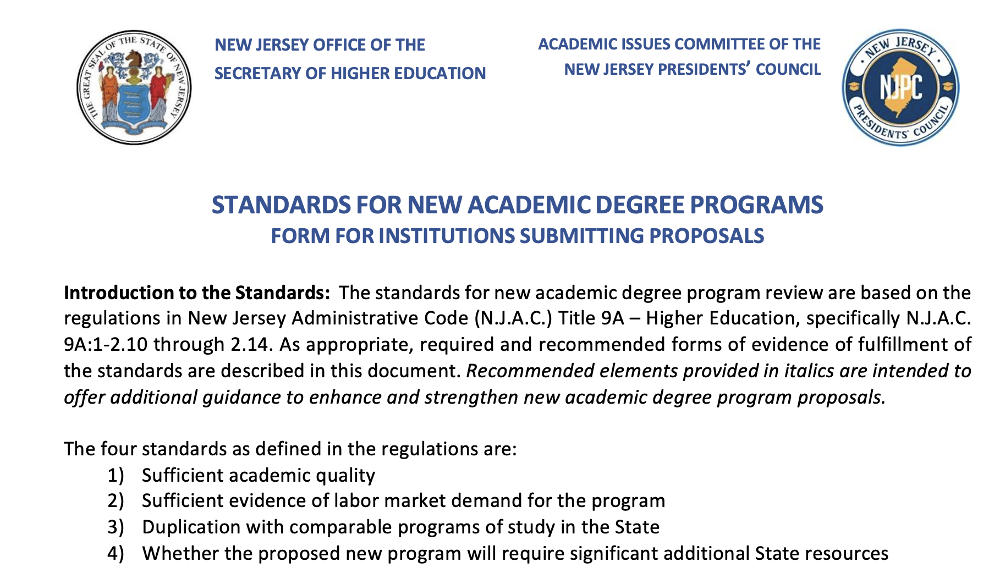 THE GREAT SEAL OF THE STATE OF NEW JERSEY
LIBERTY AND PROSPERITY
1776
NEW JERSEY OFFICE OF THE
SECRETARY OF HIGHER EDUCATION
ACADEMIC ISSUES COMMITTEE OF THE
NEW JERSEY PRESIDENTS’ COUNCIL
NEW JERSEY
NJPC
PRESIDENTS' COUNCIL
STANDARDS FOR NEW ACADEMIC DEGREE PROGRAMS
FORM FOR INSTITUTIONS SUBMITTING PROPOSALS
Introduction to the Standards: The standards for new academic degree program review are based on the
regulations in New Jersey Administrative Code (N.J.A.C.) Title 9A – Higher Education, specifically N.J.A.C.
9A:1-2.10 through 2.14. As appropriate, required and recommended forms of evidence of fulfillment of
the standards are described in this document. Recommended elements provided in italics are intended to
offer additional guidance to enhance and strengthen new academic degree program proposals.
The four standards as defined in the regulations are:
1) Sufficient academic quality
2) Sufficient evidence of labor market demand for the program
3) Duplication with comparable programs of study in the State
4) Whether the proposed new program will require significant additional State resources